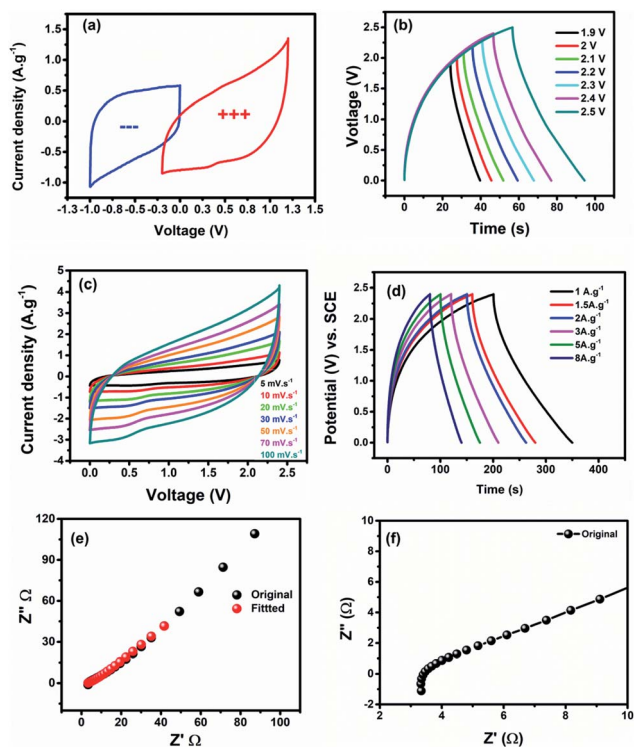 (a)
Current density (A.g⁻¹)
1.5
1.0
0.5
0.0
-0.5
-1.0
---
+++
-1.3 -1.0 -0.8 -0.5 -0.3 0.0 0.3 0.5 0.8 1.0 1.3 1.5
Voltage (V)
(b)
Votlage (V)
2.5
2.0
1.5
1.0
0.5
0.0
1.9 V
2 V
2.1 V
2.2 V
2.3 V
2.4 V
2.5 V
0 20 40 60 80 100
Time (s)
(c)
Current density (A.g⁻¹)
5
4
3
2
1
0
-1
-2
-3
-4
5 mV.s⁻¹
10 mV.s⁻¹
20 mV.s⁻¹
30 mV.s⁻¹
50 mV.s⁻¹
70 mV.s⁻¹
100 mV.s⁻¹
0.0 0.5 1.0 1.5 2.0 2.5
Voltage (V)
(d)
Potential (V) vs. SCE
2.5
2.0
1.5
1.0
0.5
0.0
1 A.g⁻¹
1.5A.g⁻¹
2A.g⁻¹
3A.g⁻¹
5A.g⁻¹
8A.g⁻¹
0 100 200 300 400
Time (s)
(e)
Z'' Ω
120
90
60
30
0
Original
Fittted
0 20 40 60 80 100
Z' Ω
(f)
Z'' (Ω)
10
8
6
4
2
0
-2
-4
Original
2 4 6 8 10
Z' (Ω)